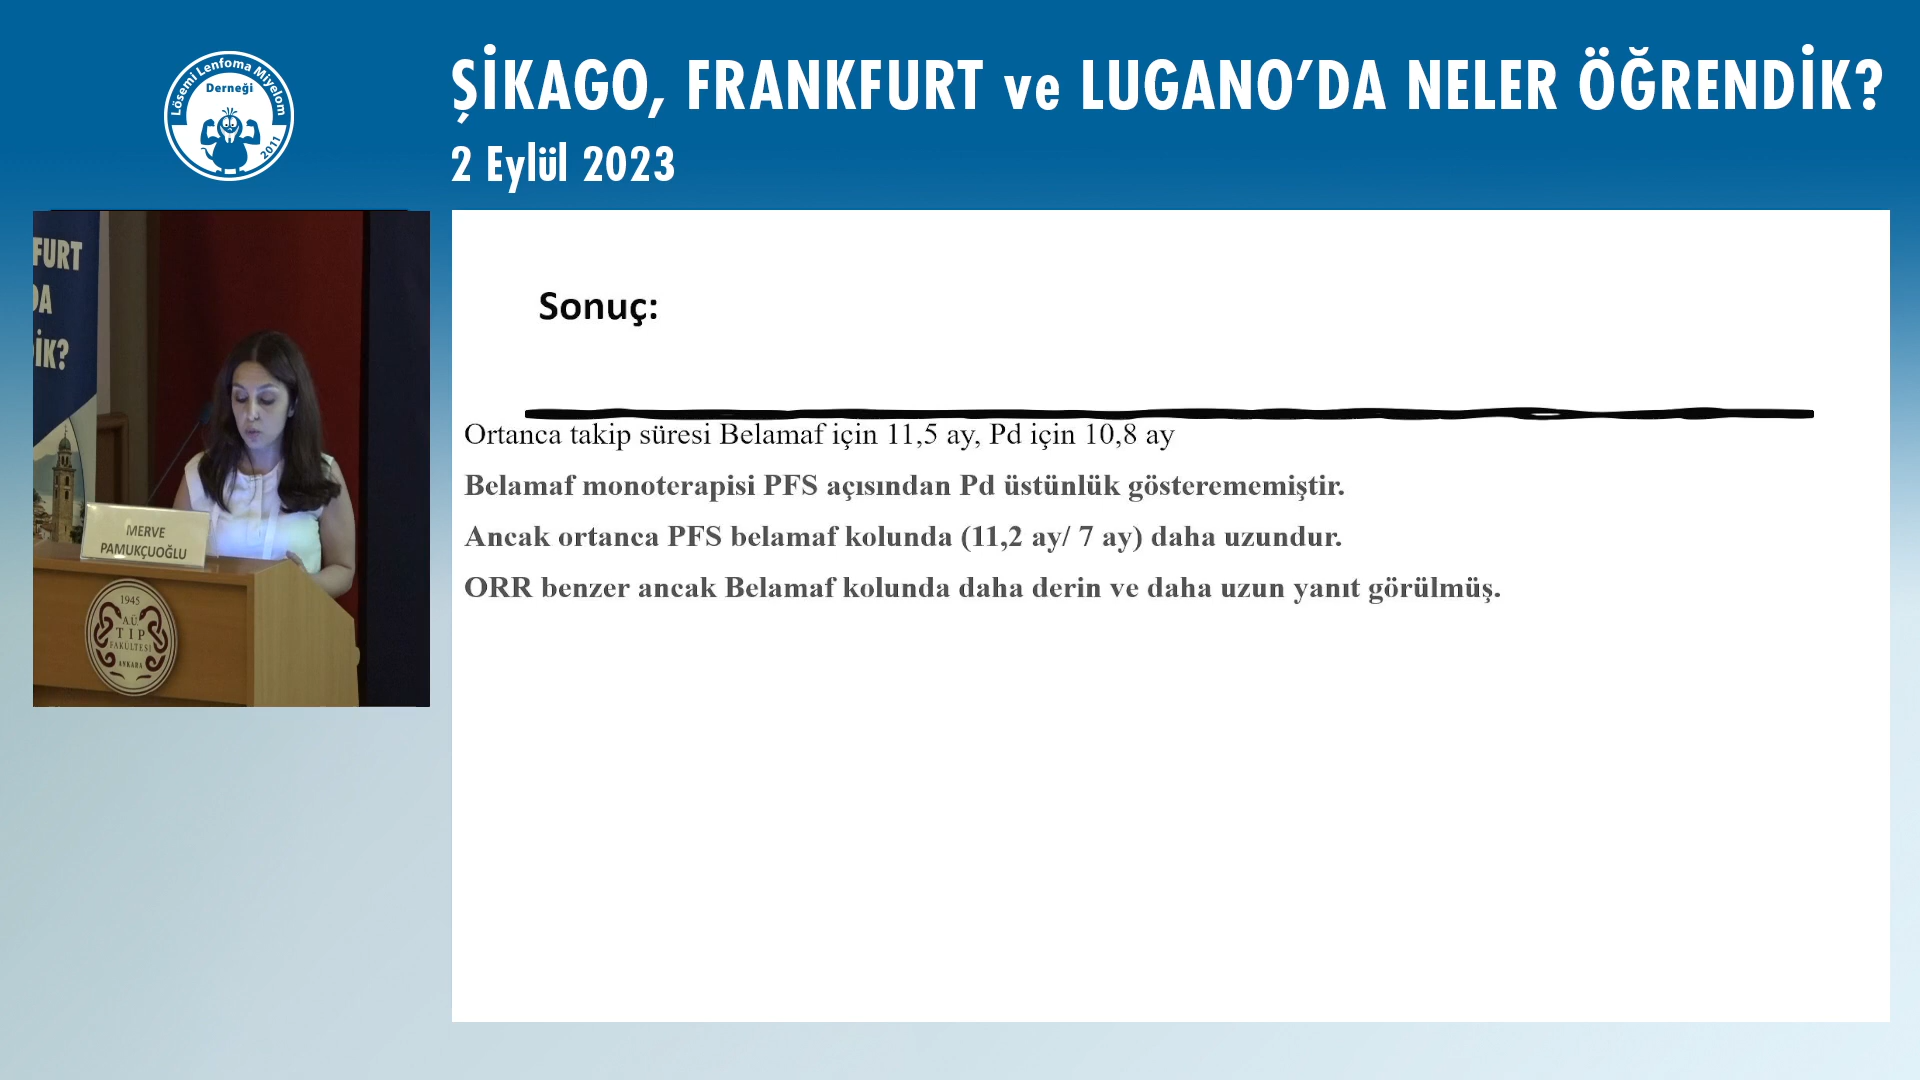 Lösemi Lenfoma Miyelom
Derneği
2011
ŞİKAGO, FRANKFURT ve LUGANO’DA NELER ÖĞRENDİK?
2 Eylül 2023
FURT
DA
İK?
MERVE
PAMUKÇUOĞLU
1945
A.Ü.
TIP
FAKÜLTESİ
ANKARA
Sonuç:
Ortanca takip süresi Belamaf için 11,5 ay, Pd için 10,8 ay
Belamaf monoterapisi PFS açısından Pd üstünlük gösterememiştir.
Ancak ortanca PFS belamaf kolunda (11,2 ay/ 7 ay) daha uzundur.
ORR benzer ancak Belamaf kolunda daha derin ve daha uzun yanıt görülmüş.